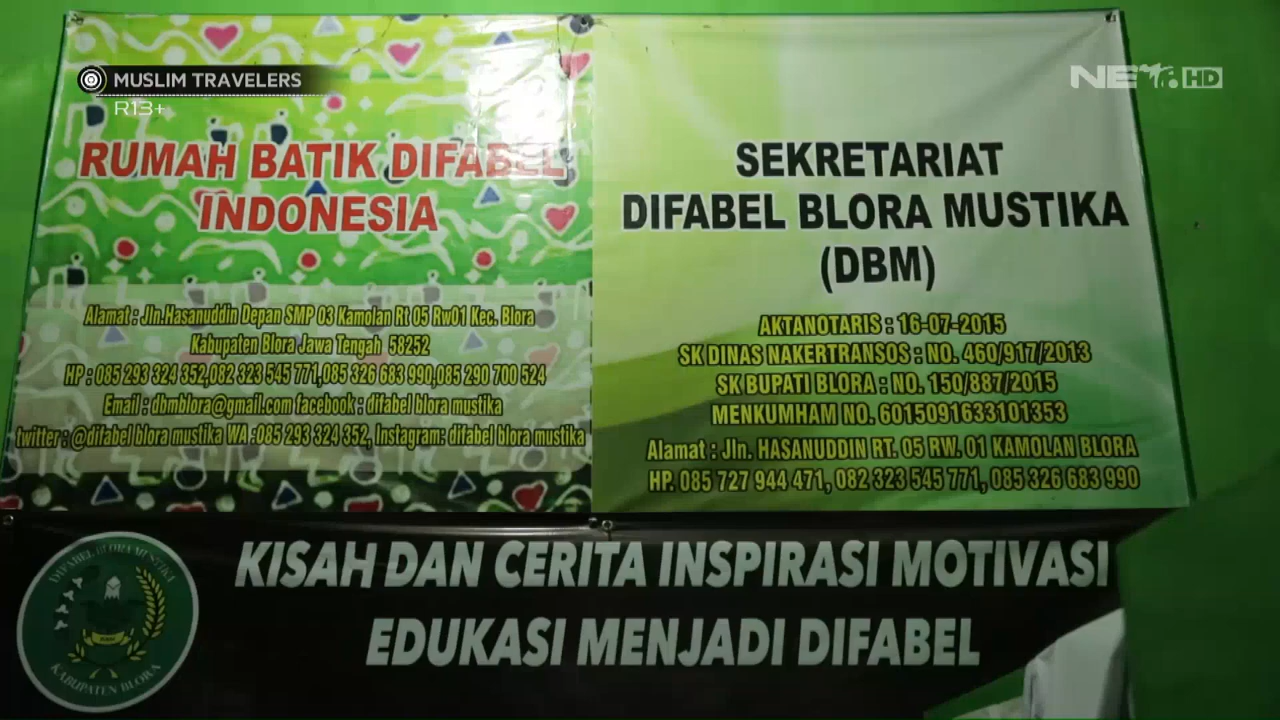 MUSLIM TRAVELERS
R13+
NET. HD
RUMAH BATIK DIFABEL
INDONESIA
Alamat : Jln.Hasanuddin Depan SMP 03 Kamolan Rt 05 Rw01 Kec. Blora
Kabupaten Blora Jawa Tengah 58252
HP : 085 293 324 352,082 323 545 771,085 326 683 990,085 290 700 524
Email : dbmblora@gmail.com facebook : difabel blora mustika
twitter : @difabel blora mustika WA :085 293 324 352, Instagram: difabel blora mustika
SEKRETARIAT
DIFABEL BLORA MUSTIKA
(DBM)
AKTANOTARIS : 16-07-2015
SK DINAS NAKERTRANSOS : NO. 460/917/2013
SK BUPATI BLORA : NO. 150/887/2015
MENKUMHAM NO. 6015091633101353
Alamat : Jln. HASANUDDIN RT. 05 RW. 01 KAMOLAN BLORA
HP. 085 727 944 471, 082 323 545 771, 085 326 683 990
DIFABEL BLORA MUSTIKA
KABUPATEN BLORA
KISAH DAN CERITA INSPIRASI MOTIVASI
EDUKASI MENJADI DIFABEL